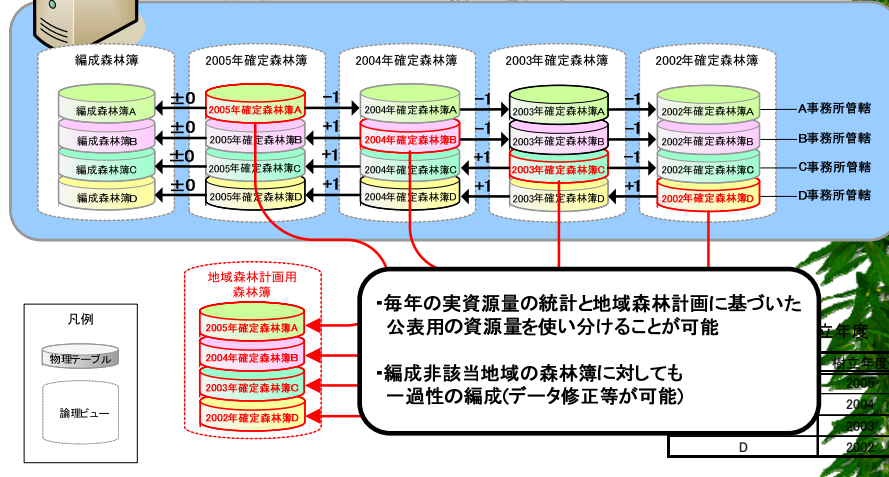 編成森林簿
2005年確定森林簿
2004年確定森林簿
2003年確定森林簿
2002年確定森林簿
編成森林簿A
±0
2005年確定森林簿A
-1
2004年確定森林簿A
-1
2003年確定森林簿A
-1
2002年確定森林簿A
A事務所管轄
編成森林簿B
±0
2005年確定森林簿B
+1
2004年確定森林簿B
-1
2003年確定森林簿B
-1
2002年確定森林簿B
B事務所管轄
編成森林簿C
±0
2005年確定森林簿C
+1
2004年確定森林簿C
+1
2003年確定森林簿C
-1
2002年確定森林簿C
C事務所管轄
編成森林簿D
±0
2005年確定森林簿D
+1
2004年確定森林簿D
+1
2003年確定森林簿D
+1
2002年確定森林簿D
D事務所管轄
地域森林計画用
森林簿
2005年確定森林簿A
2004年確定森林簿B
2003年確定森林簿C
2002年確定森林簿D
凡例
物理テーブル
論理ビュー
・毎年の実資源量の統計と地域森林計画に基づいた
公表用の資源量を使い分けることが可能
・編成非該当地域の森林簿に対しても
一過性の編成(データ修正等が可能)
立年度
樹立年度
2005
2004
2003
D
2002